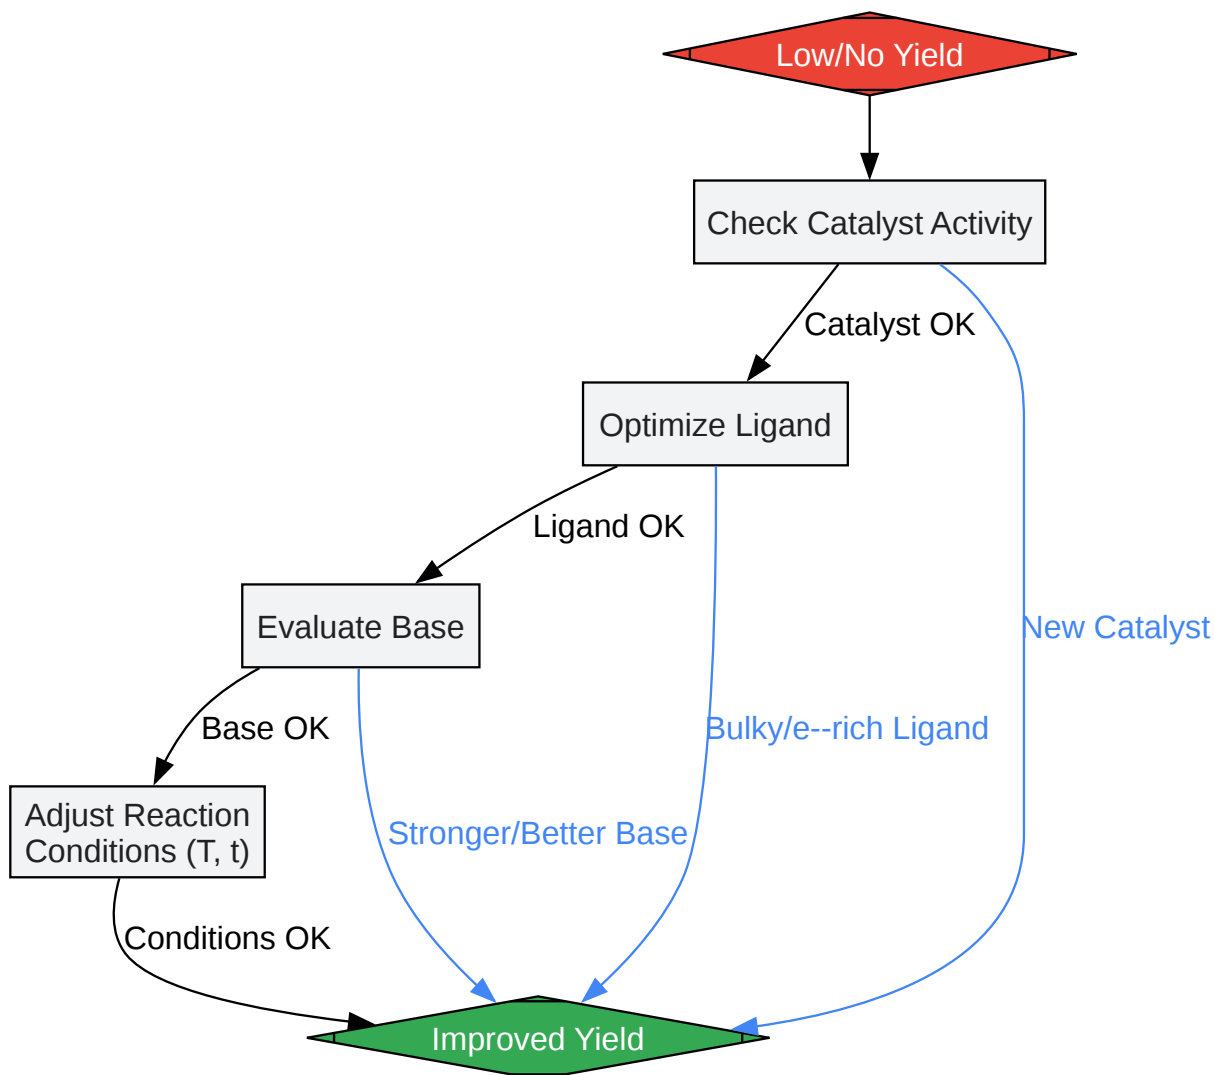 Low/No Yield
Check Catalyst Activity
Catalyst OK
Optimize Ligand
Ligand OK
Evaluate Base
New Catalyst
Base OK
Bulky/e--rich Ligand
Adjust Reaction
Conditions (T, t)
Stronger/Better Base
Conditions OK
Improved Yield